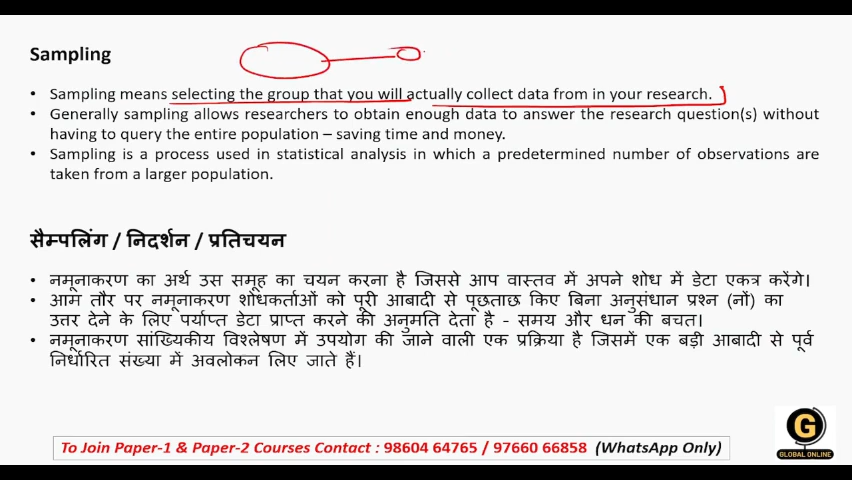 Sampling
• Sampling means selecting the group that you will actually collect data from in your research.
• Generally sampling allows researchers to obtain enough data to answer the research question(s) without
having to query the entire population – saving time and money.
• Sampling is a process used in statistical analysis in which a predetermined number of observations are
taken from a larger population.
सैम्पलिंग / निदर्शन / प्रतिचयन
• नमूनाकरण का अर्थ उस समूह का चयन करना है जिससे आप वास्तव में अपने शोध में डेटा एकत्र करेंगे।
• आम तौर पर नमूनाकरण शोधकर्ताओं को पूरी आबादी से पूछताछ किए बिना अनुसंधान प्रश्न (नों) का
उत्तर देने के लिए पर्याप्त डेटा प्राप्त करने की अनुमति देता है - समय और धन की बचत।
• नमूनाकरण सांख्यिकीय विश्लेषण में उपयोग की जाने वाली एक प्रक्रिया है जिसमें एक बड़ी आबादी से पूर्व
निर्धारित संख्या में अवलोकन लिए जाते हैं।
To Join Paper-1 & Paper-2 Courses Contact : 98604 64765 / 97660 66858 (WhatsApp Only)
G
GLOBAL ONLINE